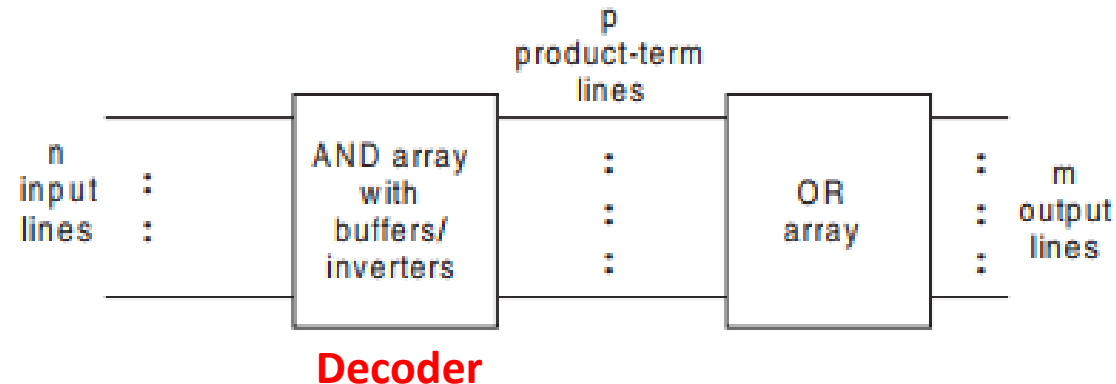 p
product-term
lines
n
input
lines
AND array
with
buffers/
inverters
OR
array
m
output
lines
Decoder